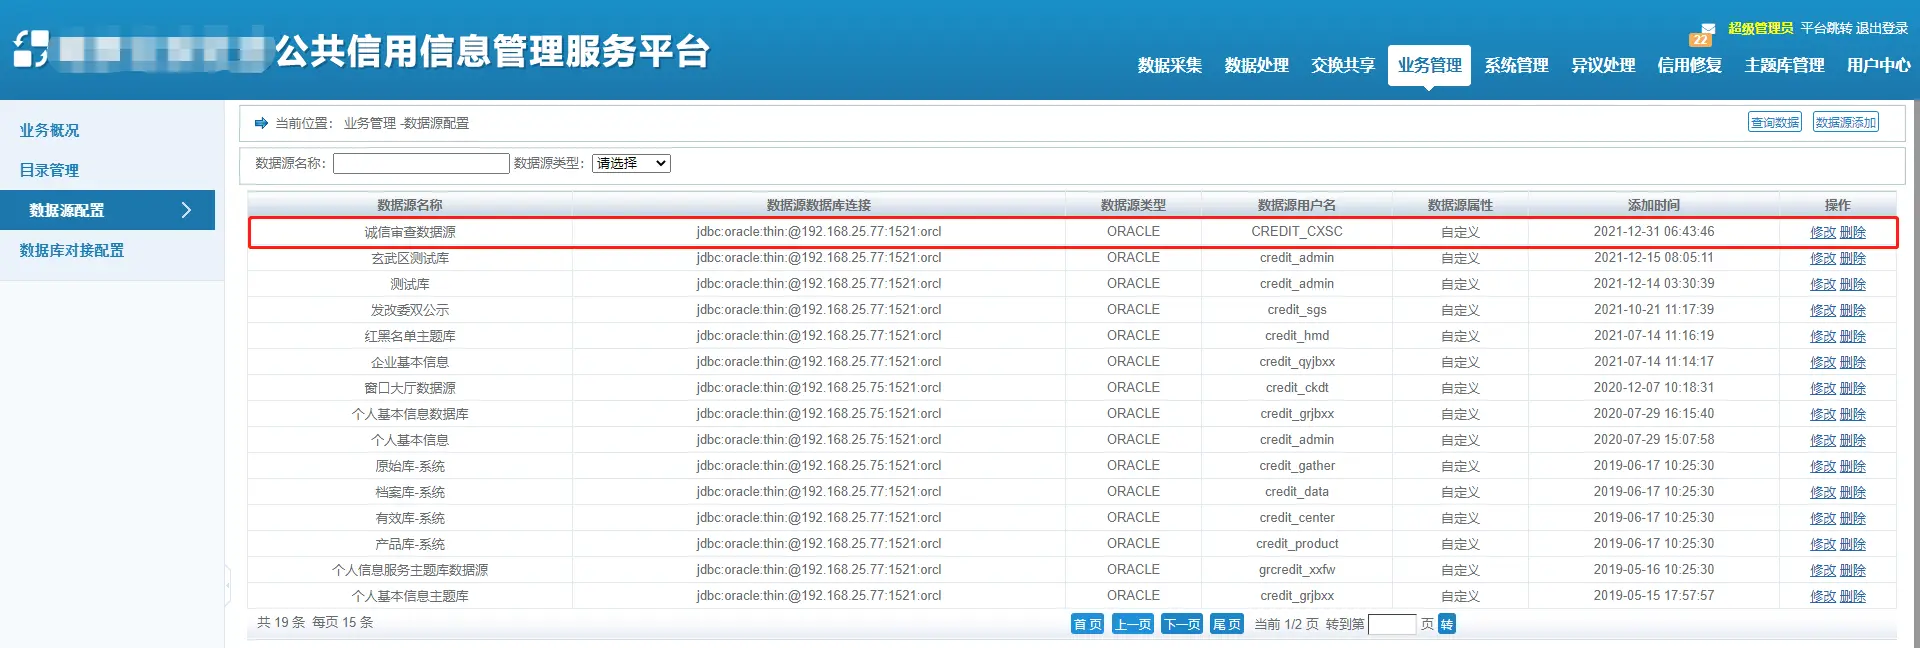 公共信用信息管理服务平台
22
超级管理员 平台跳转 退出登录
数据采集 数据处理 交换共享 业务管理 系统管理 异议处理 信用修复 主题库管理 用户中心
业务概况
目录管理
数据源配置
数据库对接配置
当前位置： 业务管理 -数据源配置
查询数据 数据源添加
数据源名称： 数据源类型： 请选择
数据源名称 数据源数据库连接 数据源类型 数据源用户名 数据源属性 添加时间 操作
诚信审查数据源 jdbc:oracle:thin:@192.168.25.77:1521:orcl ORACLE CREDIT_CXSC 自定义 2021-12-31 06:43:46 修改 删除
玄武区测试库 jdbc:oracle:thin:@192.168.25.77:1521:orcl ORACLE credit_admin 自定义 2021-12-15 08:05:11 修改 删除
测试库 jdbc:oracle:thin:@192.168.25.77:1521:orcl ORACLE credit_admin 自定义 2021-12-14 03:30:39 修改 删除
发改委双公示 jdbc:oracle:thin:@192.168.25.77:1521:orcl ORACLE credit_sgs 自定义 2021-10-21 11:17:39 修改 删除
红黑名单主题库 jdbc:oracle:thin:@192.168.25.77:1521:orcl ORACLE credit_hmd 自定义 2021-07-14 11:16:19 修改 删除
企业基本信息 jdbc:oracle:thin:@192.168.25.77:1521:orcl ORACLE credit_qyjbxx 自定义 2021-07-14 11:14:17 修改 删除
窗口大厅数据源 jdbc:oracle:thin:@192.168.25.75:1521:orcl ORACLE credit_ckdt 自定义 2020-12-07 10:18:31 修改 删除
个人基本信息数据库 jdbc:oracle:thin:@192.168.25.75:1521:orcl ORACLE credit_grjbxx 自定义 2020-07-29 16:15:40 修改 删除
个人基本信息 jdbc:oracle:thin:@192.168.25.75:1521:orcl ORACLE credit_admin 自定义 2020-07-29 15:07:58 修改 删除
原始库-系统 jdbc:oracle:thin:@192.168.25.77:1521:orcl ORACLE credit_gather 自定义 2019-06-17 10:25:30 修改 删除
档案库-系统 jdbc:oracle:thin:@192.168.25.77:1521:orcl ORACLE credit_data 自定义 2019-06-17 10:25:30 修改 删除
有效库-系统 jdbc:oracle:thin:@192.168.25.77:1521:orcl ORACLE credit_center 自定义 2019-06-17 10:25:30 修改 删除
产品库-系统 jdbc:oracle:thin:@192.168.25.77:1521:orcl ORACLE credit_product 自定义 2019-06-17 10:25:30 修改 删除
个人信息服务主题库数据源 jdbc:oracle:thin:@192.168.25.77:1521:orcl ORACLE grcredit_xxfw 自定义 2019-05-16 10:25:30 修改 删除
个人基本信息主题库 jdbc:oracle:thin:@192.168.25.77:1521:orcl ORACLE credit_grjbxx 自定义 2019-05-15 17:57:57 修改 删除
共 19 条 每页 15 条 首页 上一页 下一页 尾页 当前 1/2 页 转到第 页 转